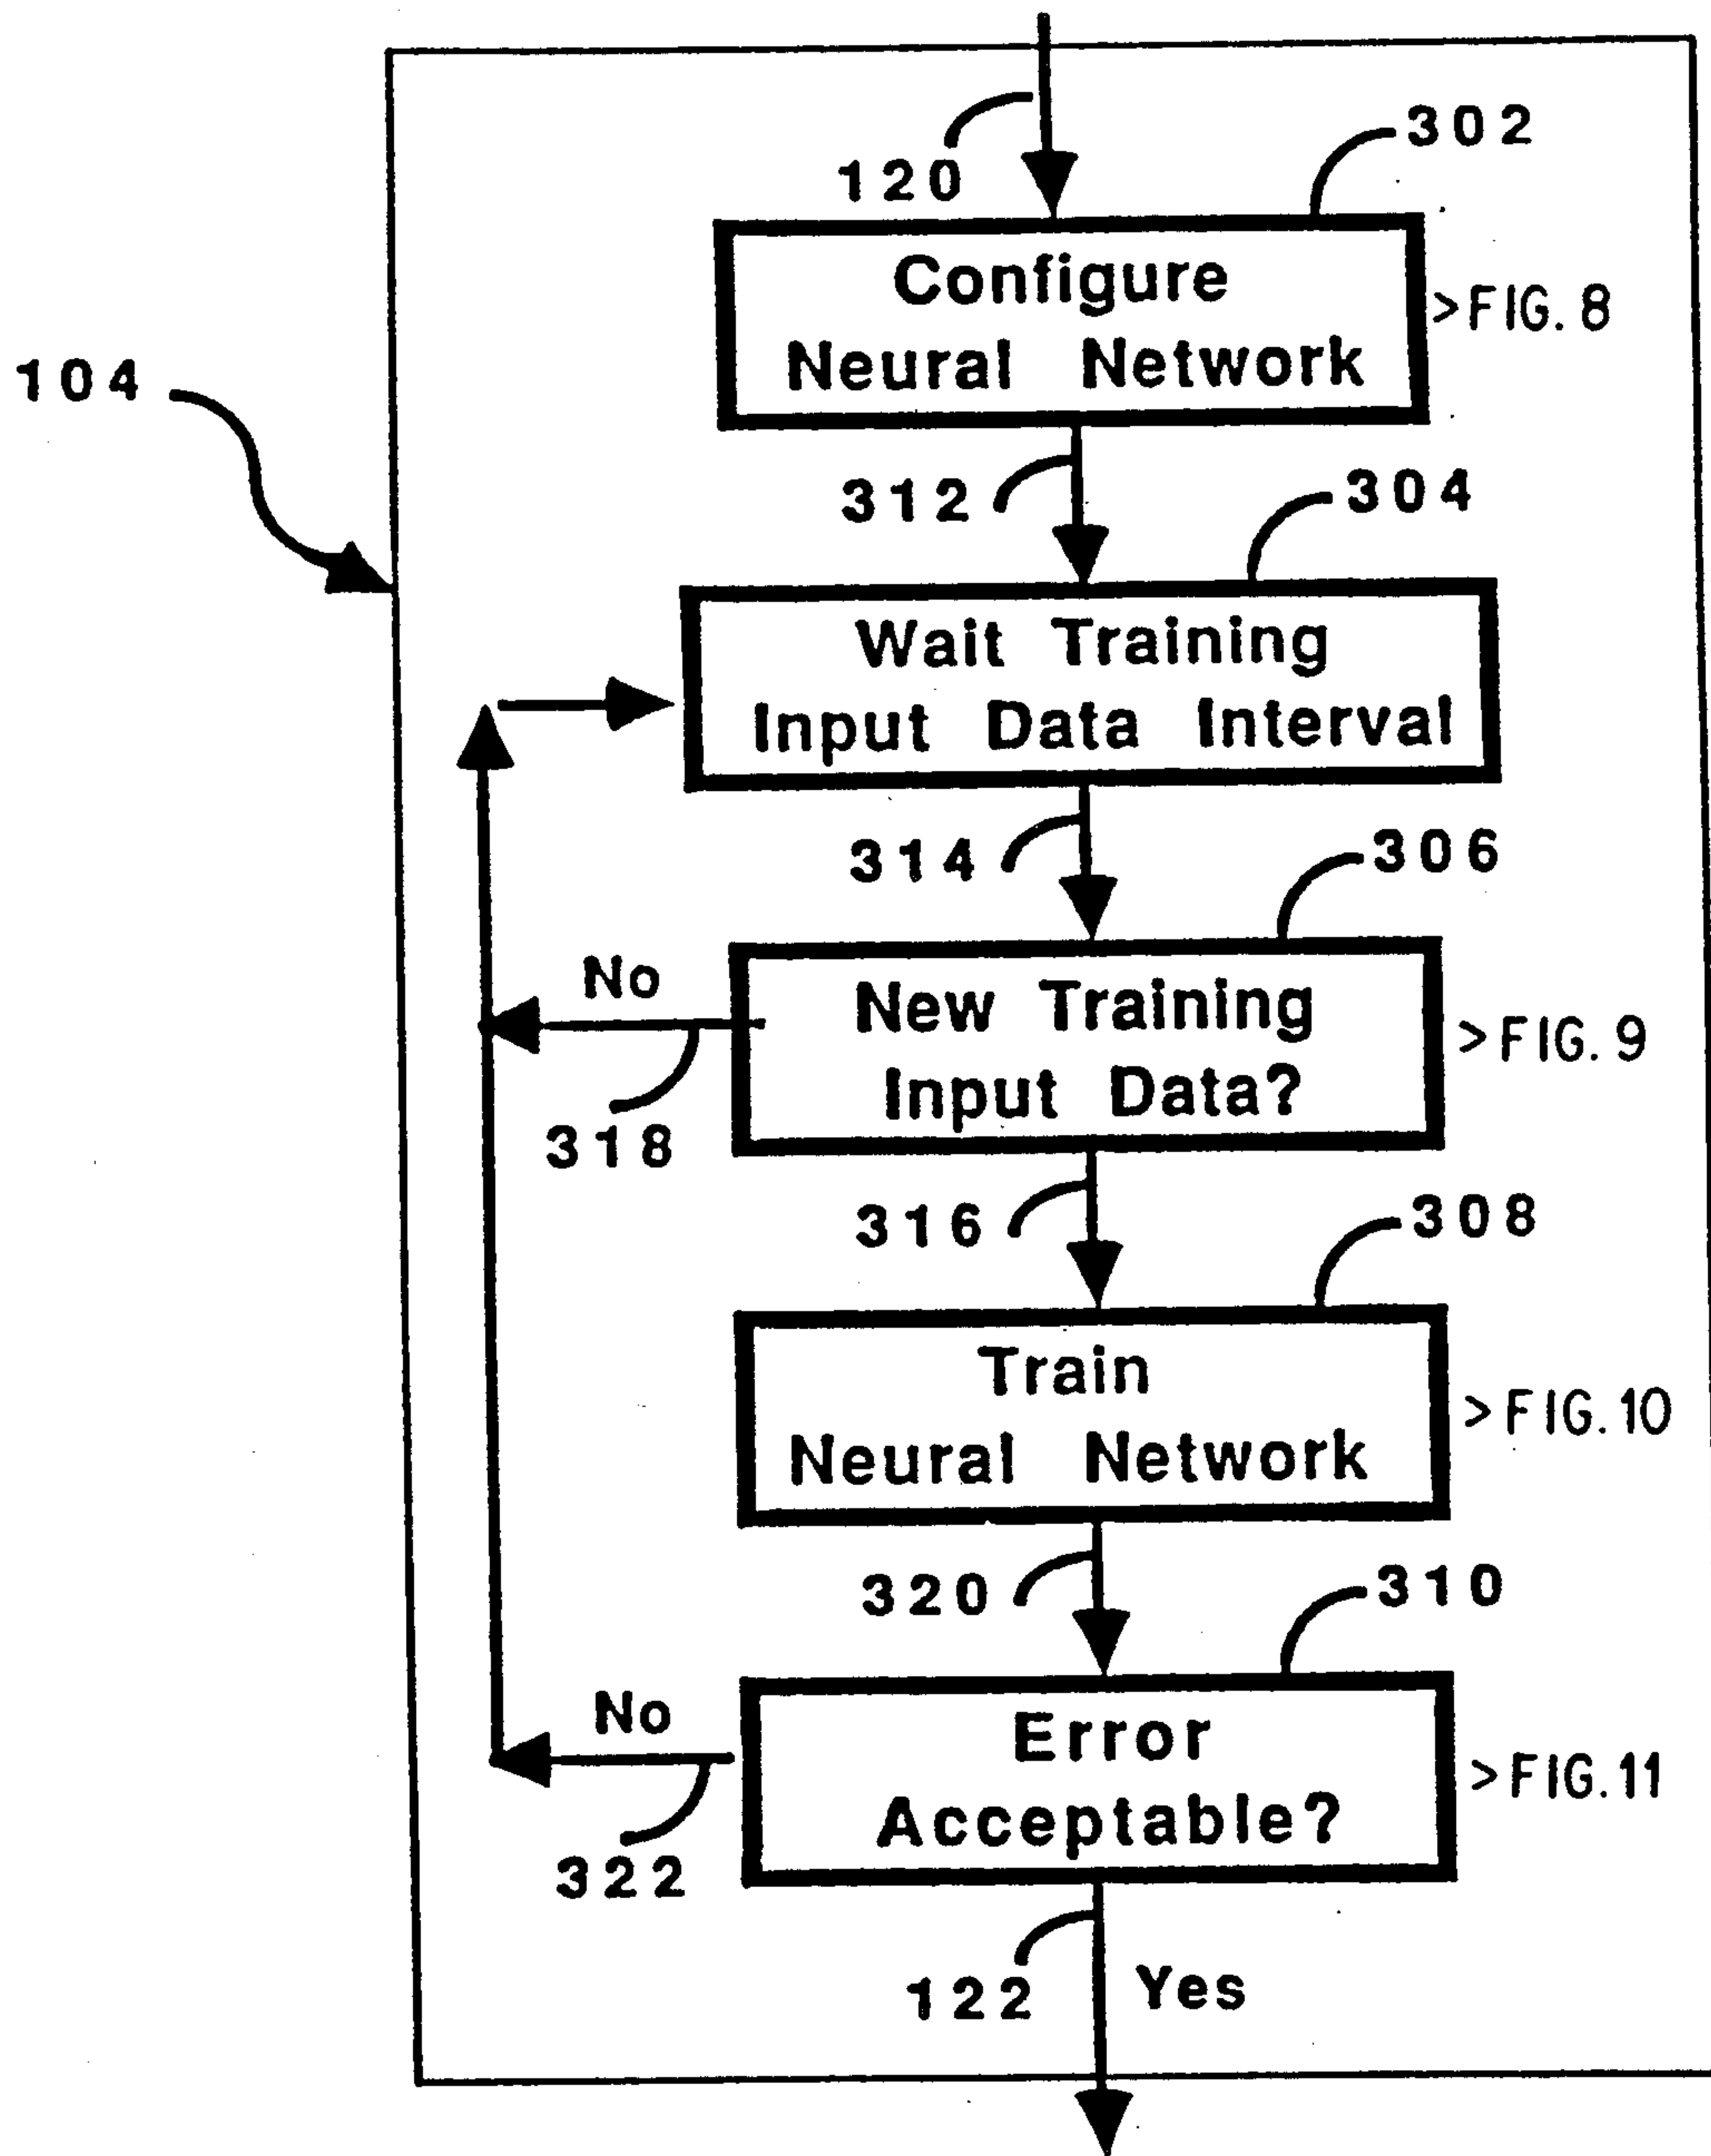 120
302
Configure
Neural Network
>FIG. 8
104
312
304
Wait Training
Input Data Interval
314
306
No
New Training
Input Data?
>FIG. 9
318
316
308
Train
Neural Network
>FIG. 10
320
310
No
Error
Acceptable?
>FIG. 11
322
122
Yes